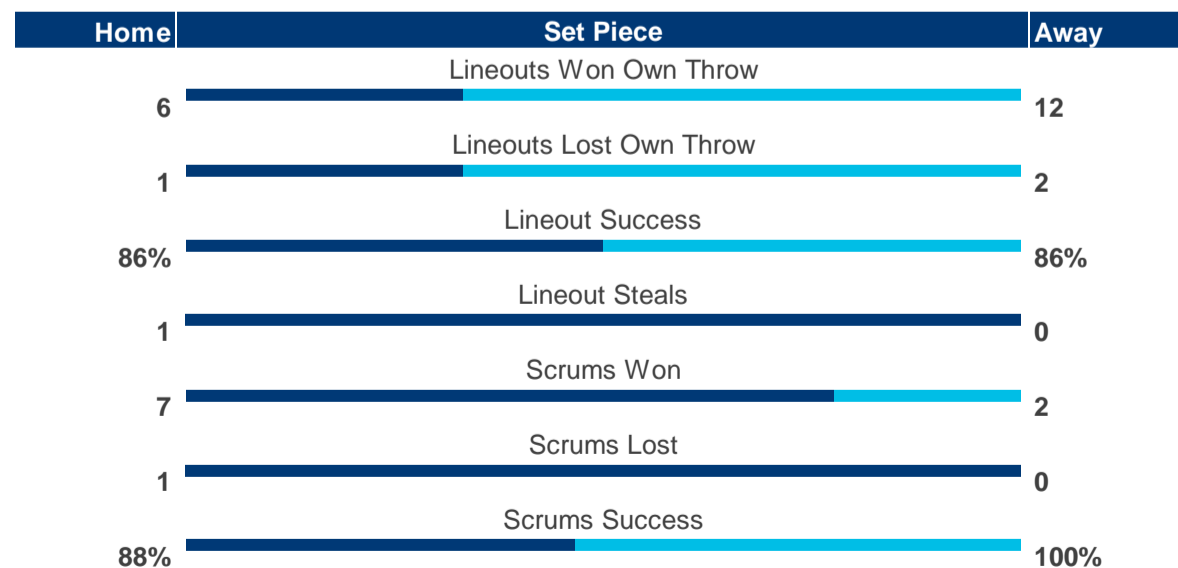 Home Set Piece Away
Lineouts Won Own Throw
6 12
Lineouts Lost Own Throw
1 2
Lineout Success
86% 86%
Lineout Steals
1 0
Scrums Won
7 2
Scrums Lost
1 0
Scrums Success
88% 100%